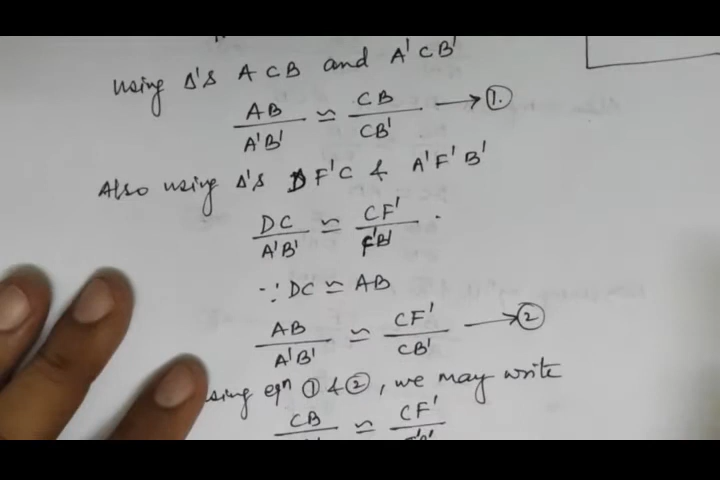 using Δ's ACB and A'CB'
AB/A'B' ≃ CB/CB' → ①.
Also using Δ's DF'C & A'F'B'
DC/A'B' ≃ CF'/F'B' .
∵ DC ≃ AB
AB/A'B' ≃ CF'/CB' → ②
using eqn ① & ②, we may write
CB ≃ CF'